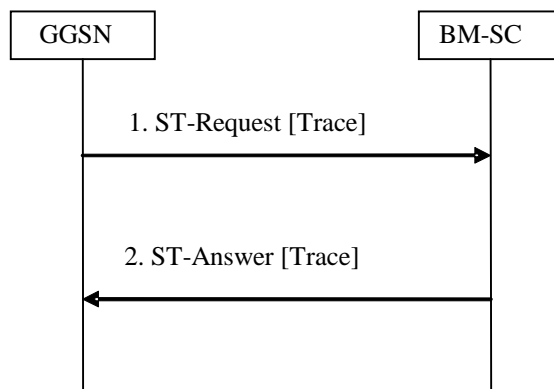 GGSN
BM-SC
1. ST-Request [Trace]
2. ST-Answer [Trace]